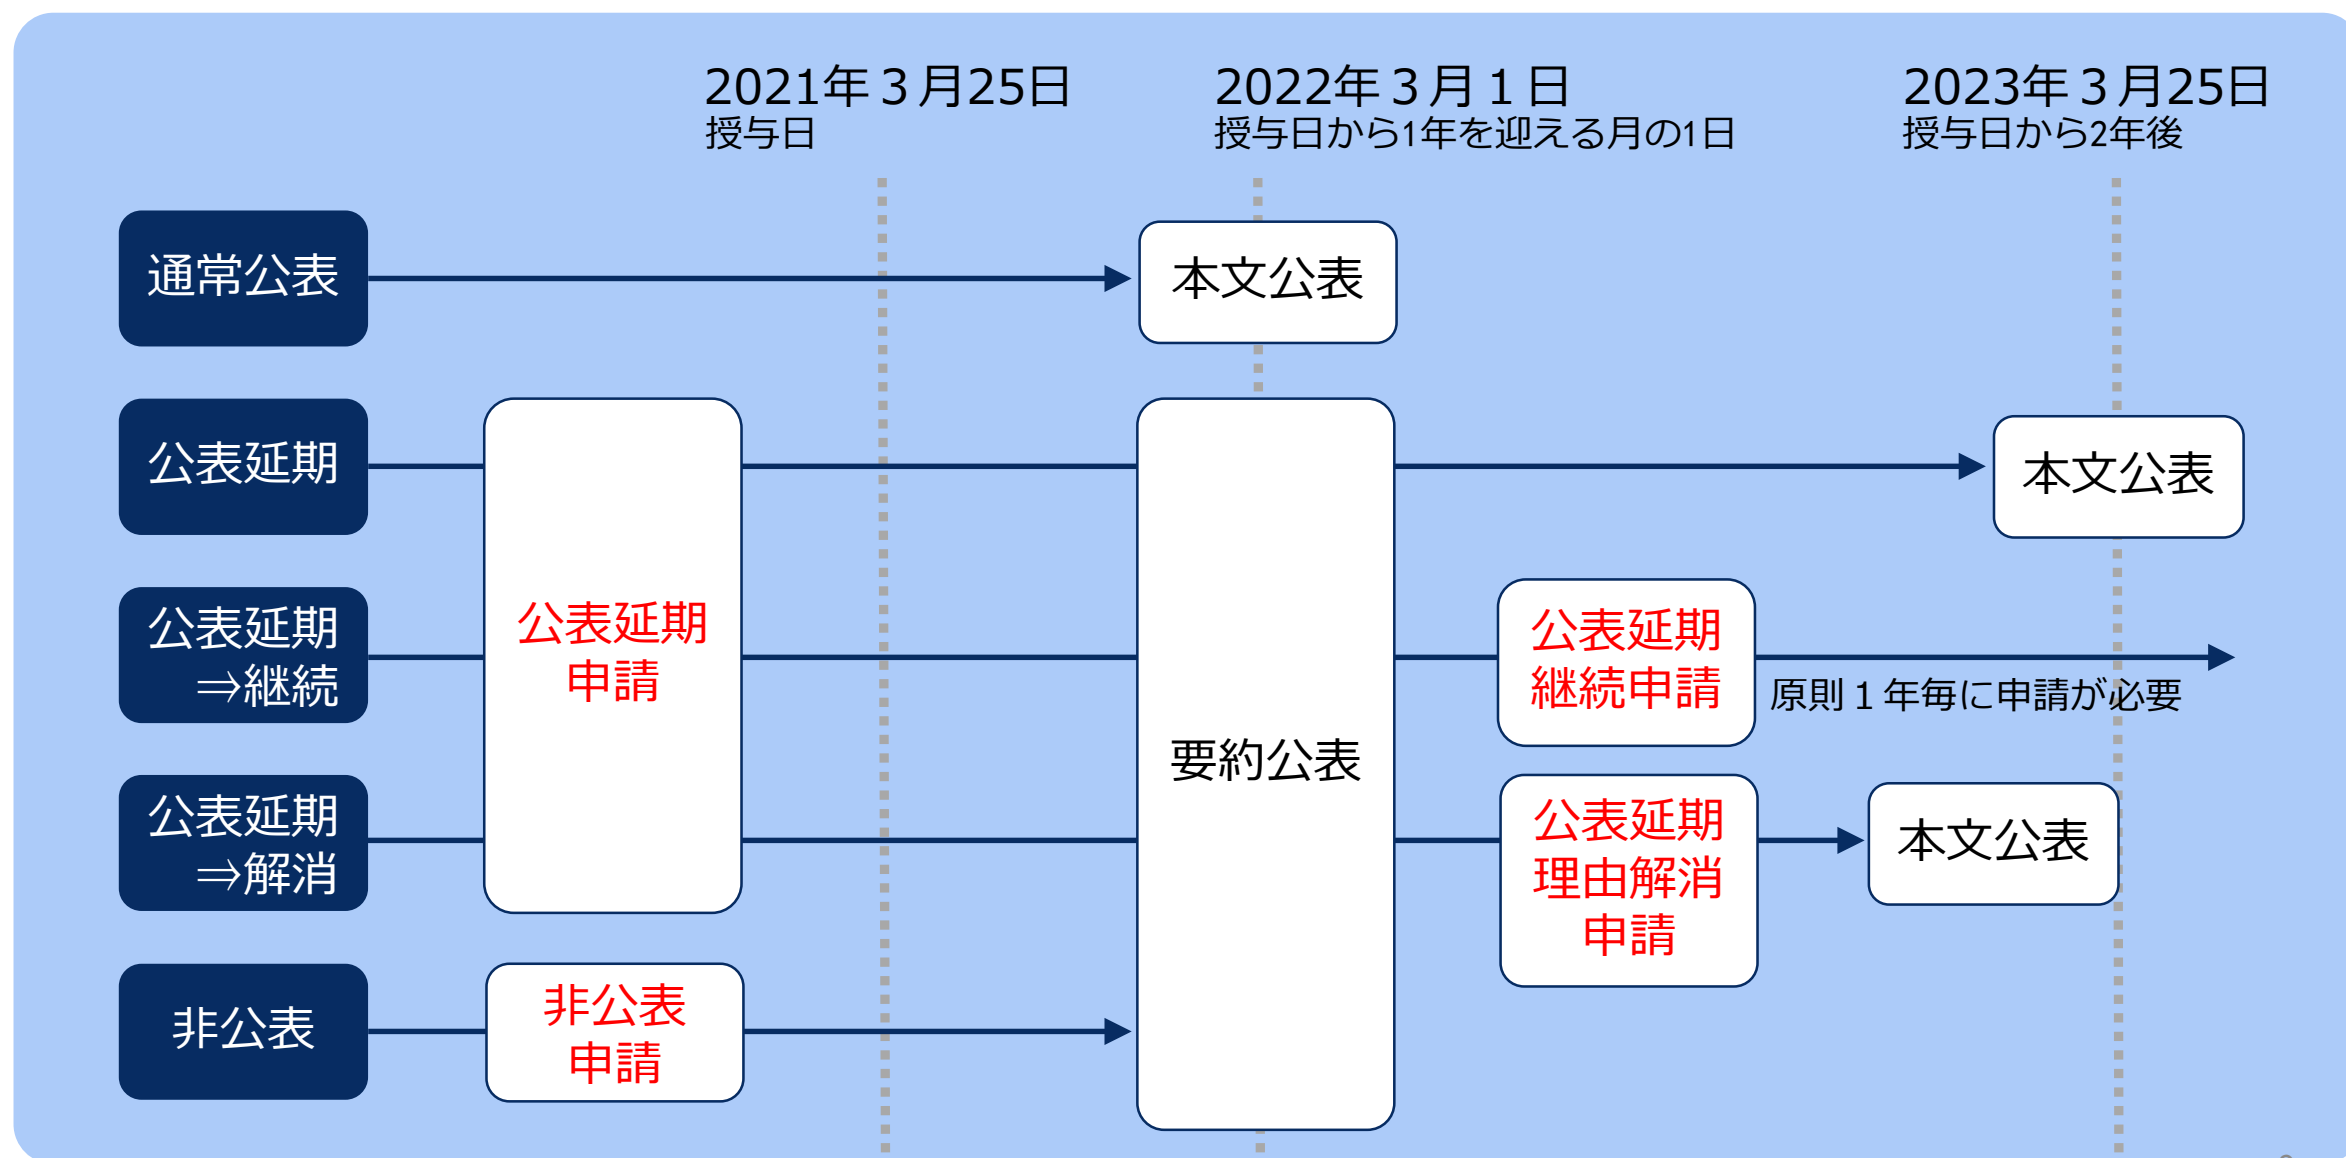 2021年３月25日
授与日
2022年３月１日
授与日から1年を迎える月の1日
2023年３月25日
授与日から2年後
通常公表
本文公表
公表延期
本文公表
公表延期
⇒継続
公表延期
申請
公表延期
継続申請
原則１年毎に申請が必要
要約公表
公表延期
⇒解消
公表延期
理由解消
申請
本文公表
非公表
非公表
申請